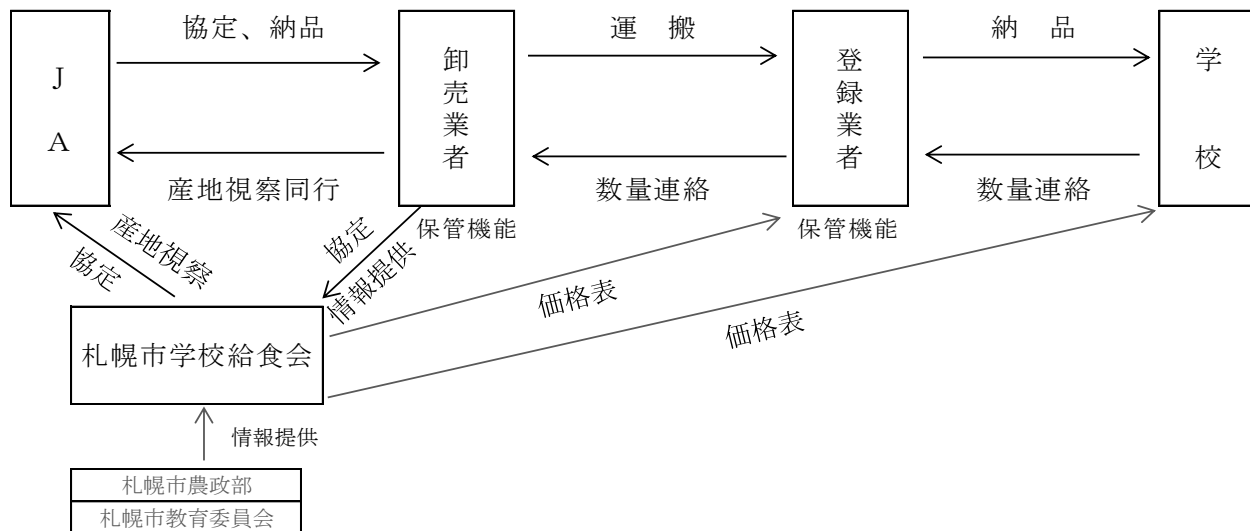 協定、納品
運　搬
納　品
JA
卸売業者
登録業者
学校
産地視察同行
数量連絡
数量連絡
保管機能
保管機能
産地視察
協定
協定
情報提供
価格表
価格表
札幌市学校給食会
情報提供
札幌市農政部
札幌市教育委員会